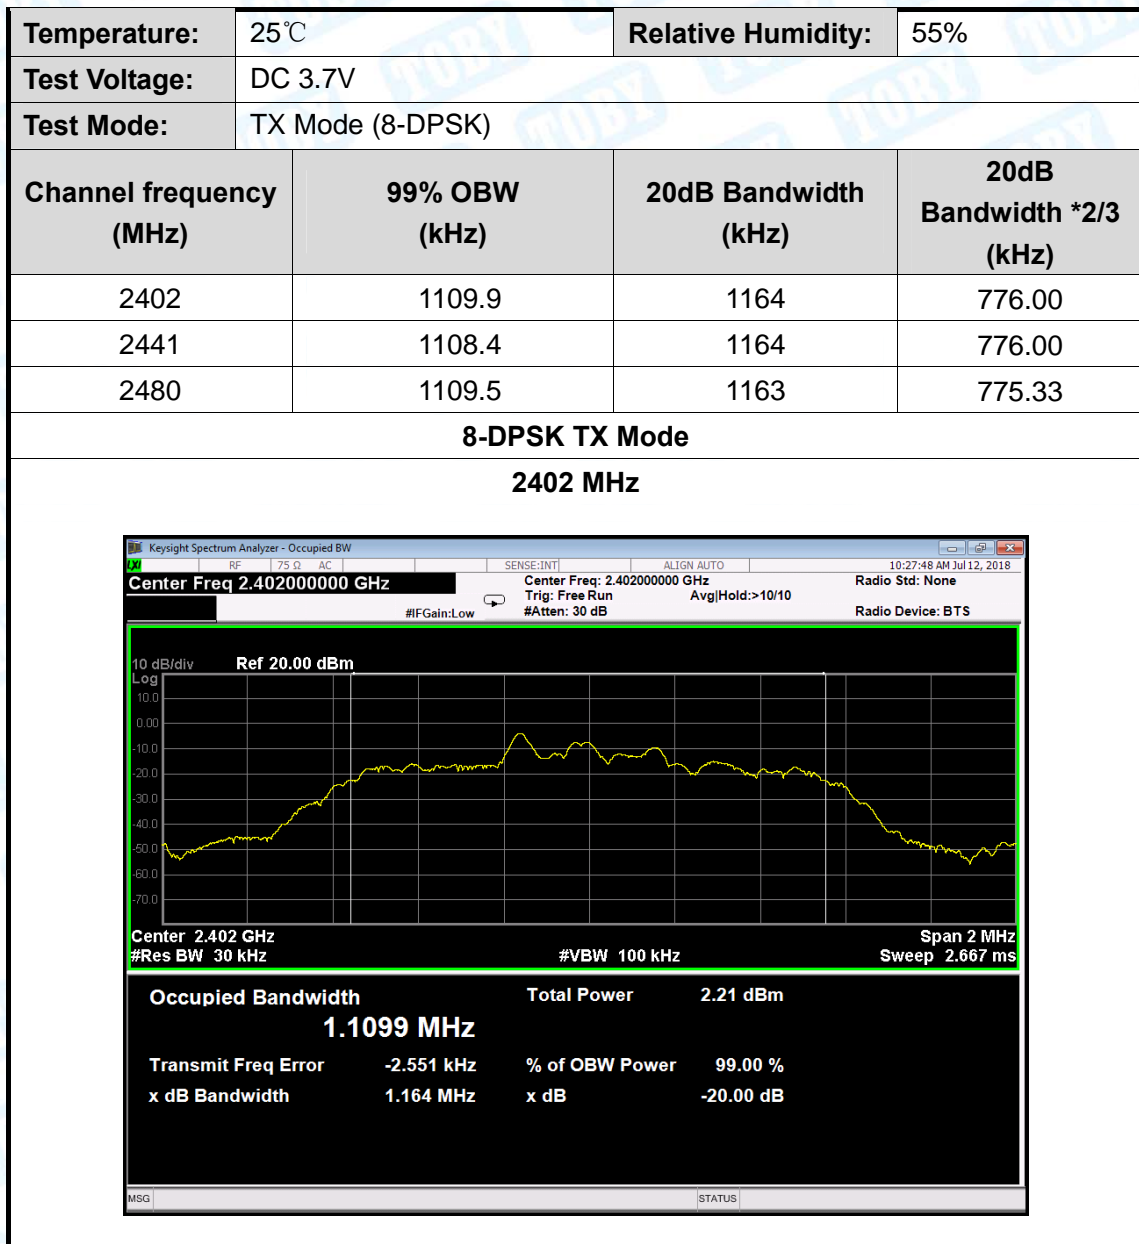 Temperature: 25℃ Relative Humidity: 55%
Test Voltage: DC 3.7V
Test Mode: TX Mode (8-DPSK)
Channel frequency (MHz) 99% OBW (kHz) 20dB Bandwidth (kHz) 20dB Bandwidth *2/3 (kHz)
2402 1109.9 1164 776.00
2441 1108.4 1164 776.00
2480 1109.5 1163 775.33
8-DPSK TX Mode
2402 MHz
Keysight Spectrum Analyzer - Occupied BW
LXI RF 75 Ω AC SENSE:INT ALIGN AUTO 10:27:48 AM Jul 12, 2018
Center Freq 2.402000000 GHz Center Freq: 2.402000000 GHz Radio Std: None
Trig: Free Run Avg|Hold:>10/10
#IFGain:Low #Atten: 30 dB Radio Device: BTS
10 dB/div Ref 20.00 dBm
Log
10.0
0.00
-10.0
-20.0
-30.0
-40.0
-50.0
-60.0
-70.0
Center 2.402 GHz Span 2 MHz
#Res BW 30 kHz #VBW 100 kHz Sweep 2.667 ms
Occupied Bandwidth Total Power 2.21 dBm
1.1099 MHz
Transmit Freq Error -2.551 kHz % of OBW Power 99.00 %
x dB Bandwidth 1.164 MHz x dB -20.00 dB
MSG STATUS
TOBY